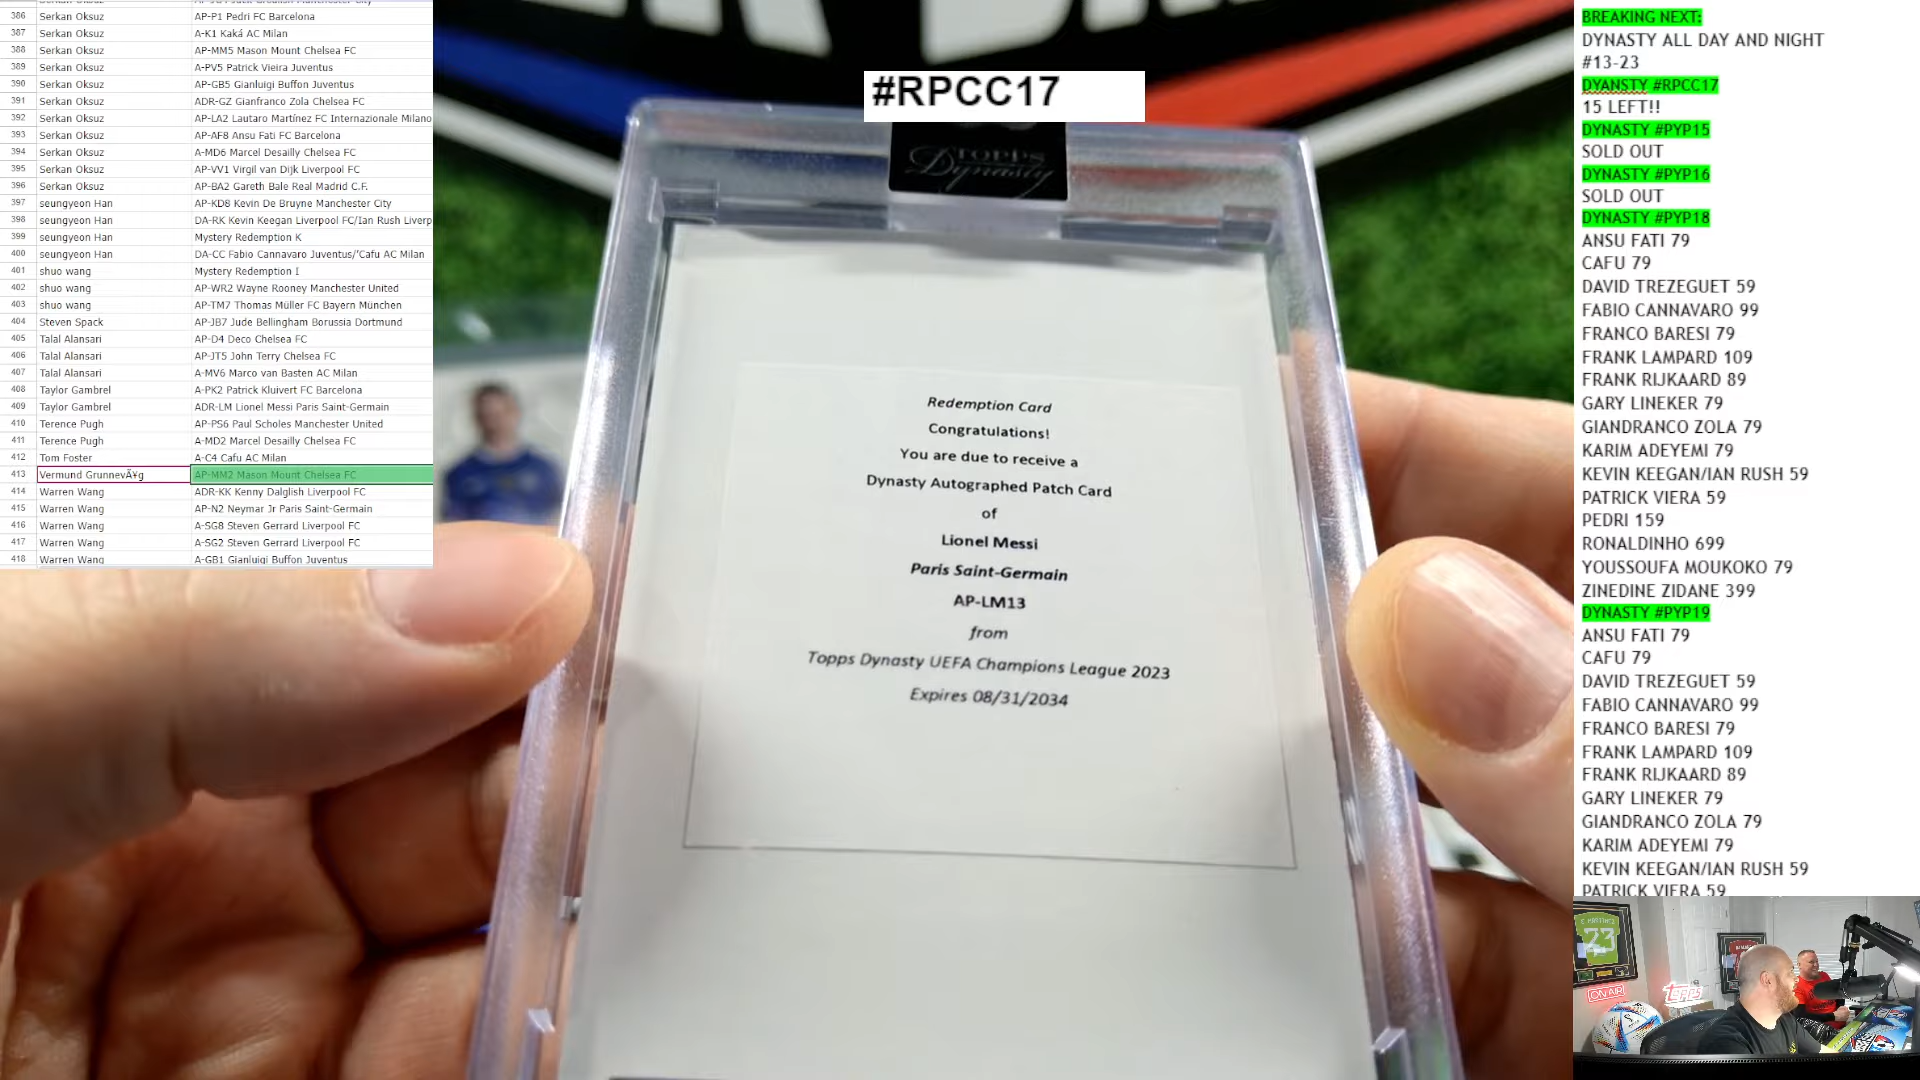 386 Serkan Oksuz AP-P1 Pedri FC Barcelona
387 Serkan Oksuz A-K1 Kaká AC Milan
388 Serkan Oksuz AP-MM5 Mason Mount Chelsea FC
389 Serkan Oksuz A-PV5 Patrick Vieira Juventus
390 Serkan Oksuz AP-GB5 Gianluigi Buffon Juventus
391 Serkan Oksuz ADR-GZ Gianfranco Zola Chelsea FC
392 Serkan Oksuz AP-LA2 Lautaro Martínez FC Internazionale Milano
393 Serkan Oksuz AP-AF8 Ansu Fati FC Barcelona
394 Serkan Oksuz A-MD6 Marcel Desailly Chelsea FC
395 Serkan Oksuz AP-VV1 Virgil van Dijk Liverpool FC
396 Serkan Oksuz AP-BA2 Gareth Bale Real Madrid C.F.
397 seungyeon Han AP-KD8 Kevin De Bruyne Manchester City
398 seungyeon Han DA-RK Kevin Keegan Liverpool FC/Ian Rush Liverp
399 seungyeon Han Mystery Redemption K
400 seungyeon Han DA-CC Fabio Cannavaro Juventus/'Cafu AC Milan
401 shuo wang Mystery Redemption I
402 shuo wang AP-WR2 Wayne Rooney Manchester United
403 shuo wang AP-TM7 Thomas Müller FC Bayern München
404 Steven Spack AP-JB7 Jude Bellingham Borussia Dortmund
405 Talal Alansari AP-D4 Deco Chelsea FC
406 Talal Alansari AP-JT5 John Terry Chelsea FC
407 Talal Alansari A-MV6 Marco van Basten AC Milan
408 Taylor Gambrel A-PK2 Patrick Kluivert FC Barcelona
409 Taylor Gambrel ADR-LM Lionel Messi Paris Saint-Germain
410 Terence Pugh AP-PS6 Paul Scholes Manchester United
411 Terence Pugh A-MD2 Marcel Desailly Chelsea FC
412 Tom Foster A-C4 Cafu AC Milan
413 Vermund GrunnevÃ¥g AP-MM2 Mason Mount Chelsea FC
414 Warren Wang ADR-KK Kenny Dalglish Liverpool FC
415 Warren Wang AP-N2 Neymar Jr Paris Saint-Germain
416 Warren Wang A-SG8 Steven Gerrard Liverpool FC
417 Warren Wang A-SG2 Steven Gerrard Liverpool FC
418 Warren Wang A-GB1 Gianluigi Buffon Juventus
#RPCC17
TOPPS
Dynasty
Redemption Card
Congratulations!
You are due to receive a
Dynasty Autographed Patch Card
of
Lionel Messi
Paris Saint-Germain
AP-LM13
from
Topps Dynasty UEFA Champions League 2023
Expires 08/31/2034
BREAKING NEXT:
DYNASTY ALL DAY AND NIGHT
#13-23
DYANSTY #RPCC17
15 LEFT!!
DYNASTY #PYP15
SOLD OUT
DYNASTY #PYP16
SOLD OUT
DYNASTY #PYP18
ANSU FATI 79
CAFU 79
DAVID TREZEGUET 59
FABIO CANNAVARO 99
FRANCO BARESI 79
FRANK LAMPARD 109
FRANK RIJKAARD 89
GARY LINEKER 79
GIANDRANCO ZOLA 79
KARIM ADEYEMI 79
KEVIN KEEGAN/IAN RUSH 59
PATRICK VIERA 59
PEDRI 159
RONALDINHO 699
YOUSSOUFA MOUKOKO 79
ZINEDINE ZIDANE 399
DYNASTY #PYP19
ANSU FATI 79
CAFU 79
DAVID TREZEGUET 59
FABIO CANNAVARO 99
FRANCO BARESI 79
FRANK LAMPARD 109
FRANK RIJKAARD 89
GARY LINEKER 79
GIANDRANCO ZOLA 79
KARIM ADEYEMI 79
KEVIN KEEGAN/IAN RUSH 59
PATRICK VIERA 59
23
ON AIR
topps